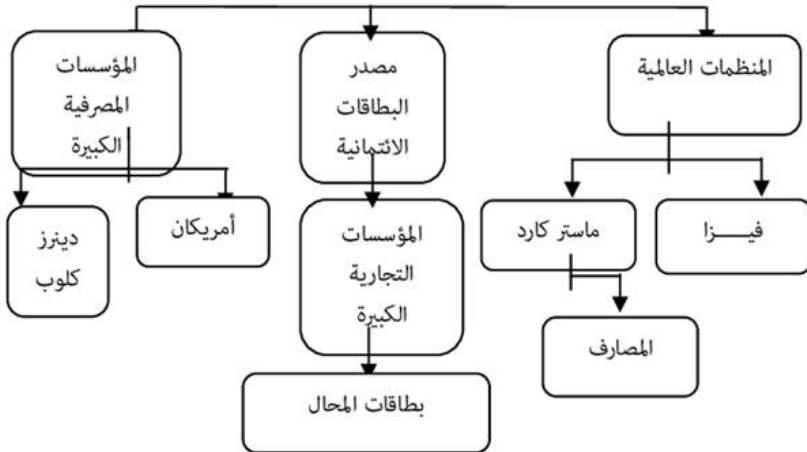 المنظمات العالمية
مصدر
البطاقات
الائتمانية
المؤسسات
المصرفية
الكبيرة
فيـــــزا
ماستر كارد
المؤسسات
التجارية
الكبيرة
أمريكان
دينرز
كلوب
المصارف
بطاقات المحال